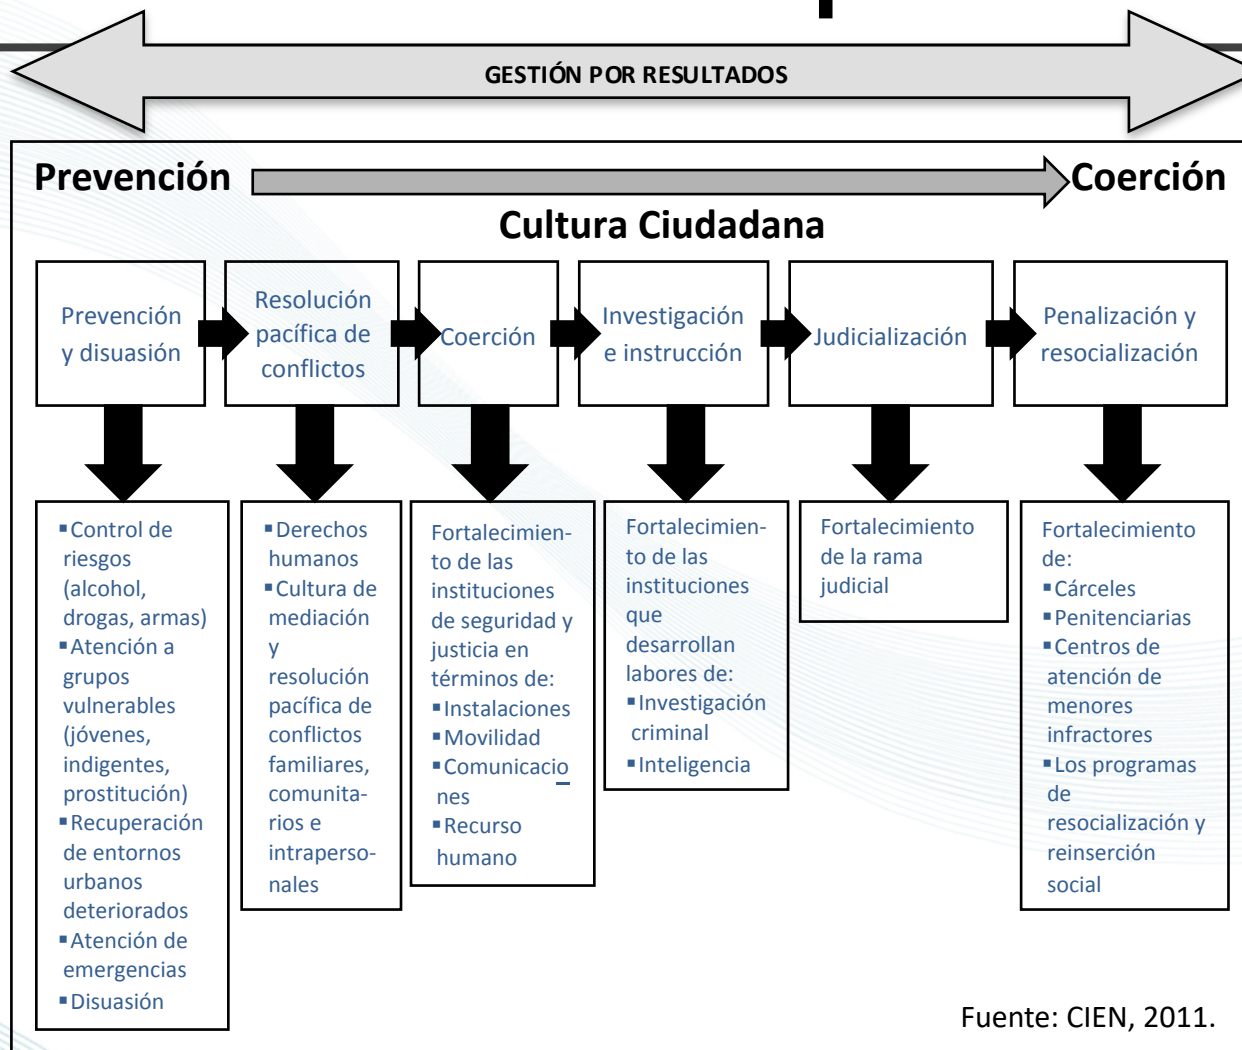 GESTIÓN POR RESULTADOS
Prevención
Coerción
Cultura Ciudadana
Prevención
y disuasión
Resolución
pacífica de
conflictos
Coerción
Investigación
e instrucción
Judicialización
Penalización y
resocialización
▪Control de
riesgos
(alcohol,
drogas, armas)
▪Atención a
grupos
vulnerables
(jóvenes,
indigentes,
prostitución)
▪Recuperación
de entornos
urbanos
deteriorados
▪Atención de
emergencias
▪Disuasión
▪Derechos
humanos
▪Cultura de
mediación
y
resolución
pacífica de
conflictos
familiares,
comunita-
rios e
intraperso-
nales
Fortalecimien-
to de las
instituciones
de seguridad y
justicia en
términos de:
▪Instalaciones
▪Movilidad
▪Comunicacio
nes
▪Recurso
humano
Fortalecimien-
to de las
instituciones
que
desarrollan
labores de:
▪Investigación
criminal
▪Inteligencia
Fortalecimiento
de la rama
judicial
Fortalecimiento
de:
▪Cárceles
▪Penitenciarias
▪Centros de
atención de
menores
infractores
▪Los programas
de
resocialización y
reinserción
social
Fuente: CIEN, 2011.